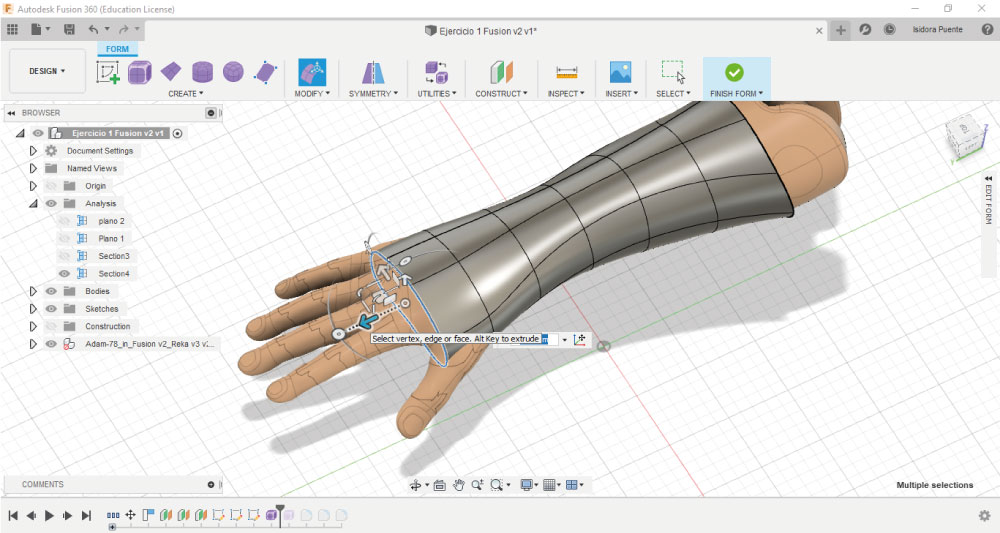 Autodesk Fusion 360 (Education License)
Ejercicio 1 Fusion v2 v1*
Isidora Puente
FORM
DESIGN
CREATE
MODIFY
SYMMETRY
UTILITIES
CONSTRUCT
INSPECT
INSERT
SELECT
FINISH FORM
BROWSER
Ejercicio 1 Fusion v2 v1
Document Settings
Named Views
Origin
Analysis
plano 2
Plano 1
Section3
Section4
Bodies
Sketches
Construction
Adam-78_in_Fusion v2_Reka v3 v2...
EDIT FORM
Select vertex, edge or face. Alt Key to extrude
COMMENTS
Multiple selections